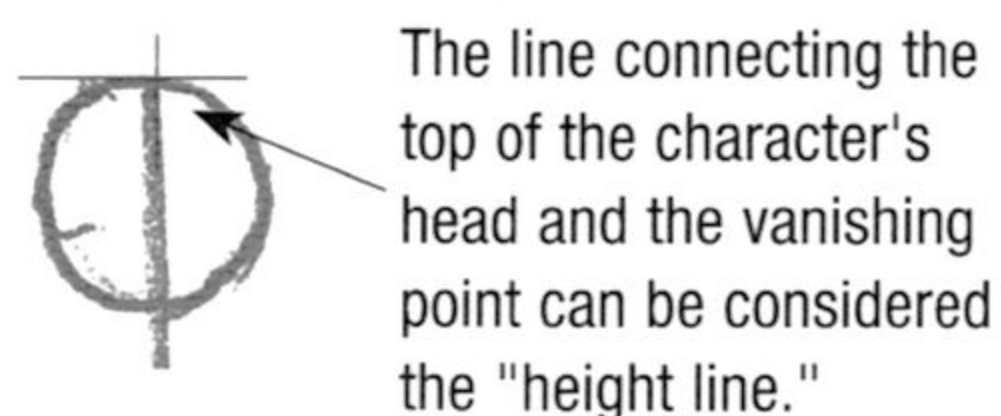 The line connecting the
top of the character's
head and the vanishing
point can be considered
the "height line."